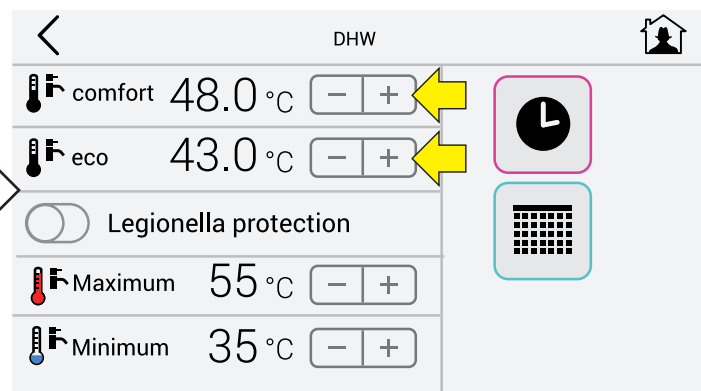 DHW
comfort 48.0 °C − +
eco 43.0 °C − +
Legionella protection
Maximum 55 °C − +
Minimum 35 °C − +